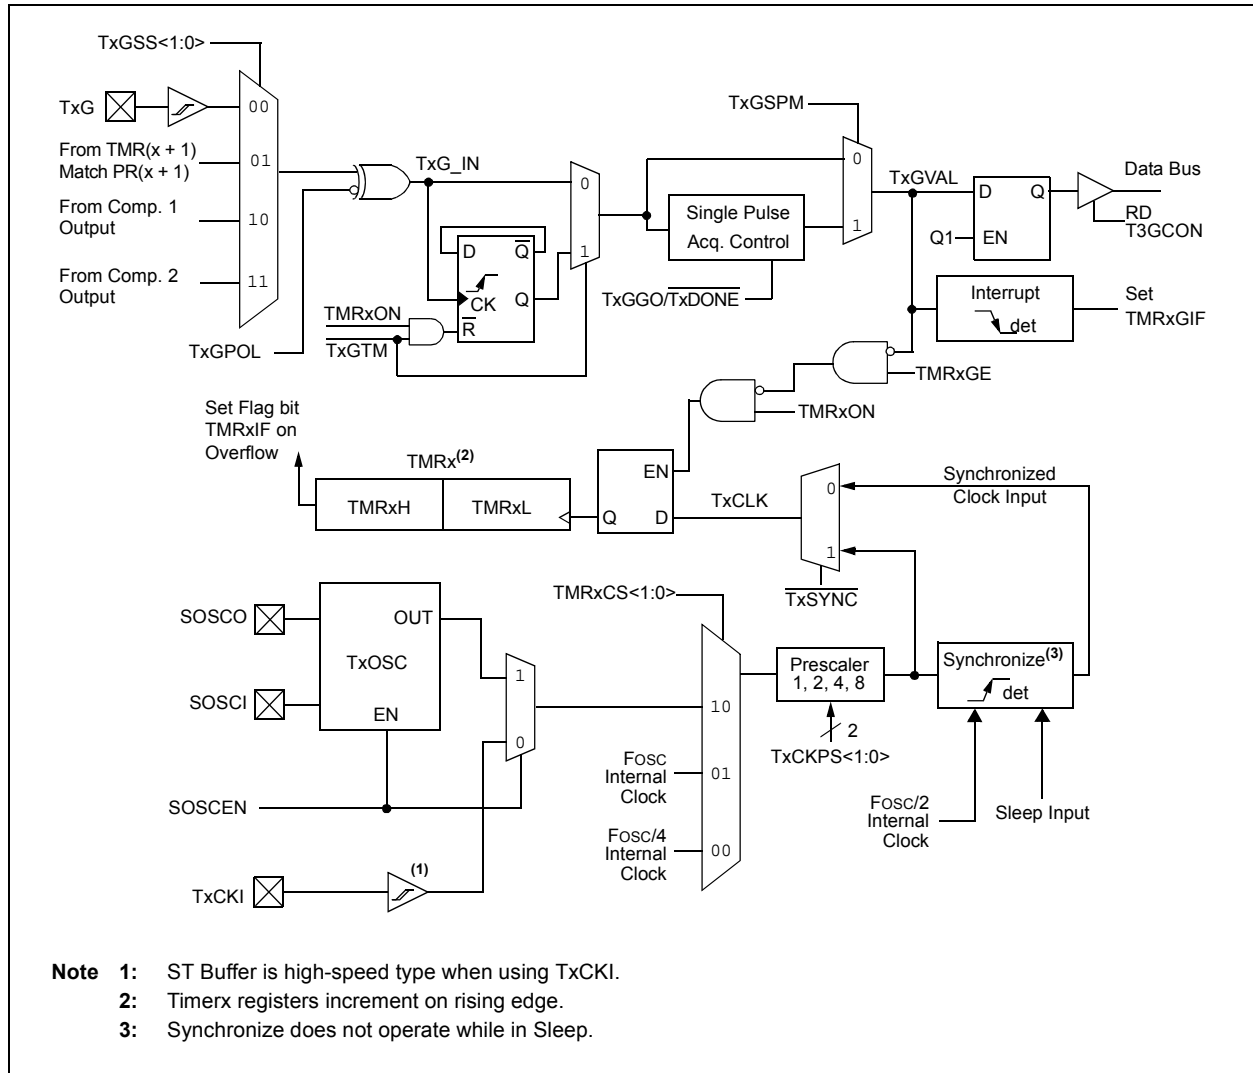 TxGSS<1:0>
TxG
00
From TMR(x + 1)
Match PR(x + 1)
01
From Comp. 1
Output
10
From Comp. 2
Output
11
TxGPOL
TxG_IN
0
1
D
Q
CK
Q
R
TMRxON
TxGTM
Single Pulse
Acq. Control
TxGGO/TxDONE
TxGSPM
0
1
TxGVAL
D
Q
Q1
EN
Data Bus
RD
T3GCON
Interrupt
det
Set
TMRxGIF
TMRxGE
TMRxON
Set Flag bit
TMRxIF on
Overflow
TMRx(2)
TMRxH
TMRxL
EN
Q
D
TxCLK
0
1
TxSYNC
Synchronized
Clock Input
SOSCO
SOSCI
OUT
TxOSC
EN
1
0
SOSCEN
TxCKI
(1)
TMRxCS<1:0>
10
FOSC
Internal
Clock
01
FOSC/4
Internal
Clock
00
Prescaler
1, 2, 4, 8
2
TxCKPS<1:0>
Synchronize(3)
det
FOSC/2
Internal
Clock
Sleep Input
Note 1: ST Buffer is high-speed type when using TxCKI.
2: Timerx registers increment on rising edge.
3: Synchronize does not operate while in Sleep.